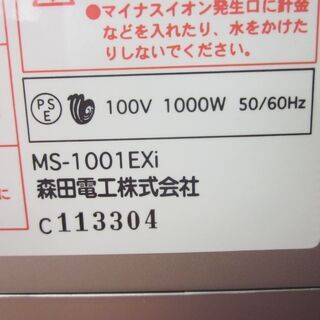 ●マイナスイオン発生口に針金
などを入れたり、水をかけた
りしないでください。
PS
E
100V 1000W 50/60Hz
MS-1001EXi
に
森田電工株式会社
C113304